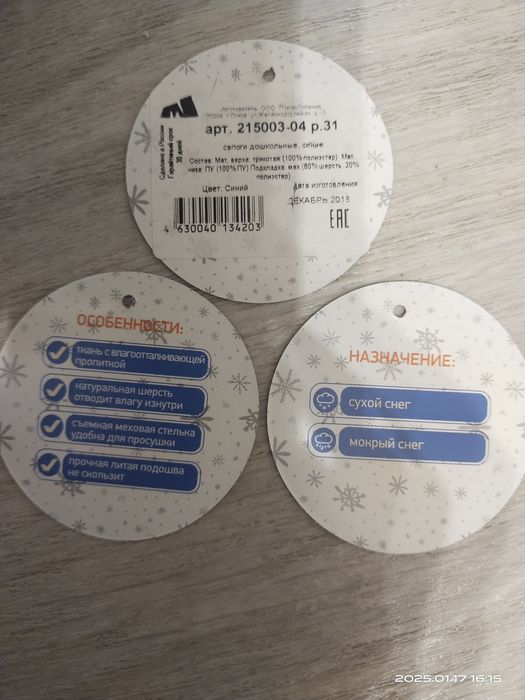 Изготовитель ООО
арт. 215003-04 р.31
сапоги дошкольные, синие
Состав: Мат. верха: трикотаж (100% полиэстер) Мат.
низа: ПУ (100% ПУ) Подкладка: мех (80% шерсть, 20%
полиэстер)
Цвет: Синий
Дата изготовления
ДЕКАБРЬ 2013
4 630040 134203
EAC
Сделано в России
Гарантийный срок
30 дней
ОСОБЕННОСТИ:
ткань с влагоотталкивающей
пропиткой
натуральная шерсть
отводит влагу изнутри
съемная меховая стелька
удобна для просушки
прочная литая подошва
не скользит
НАЗНАЧЕНИЕ:
сухой снег
мокрый снег
2025.01.17 16:15